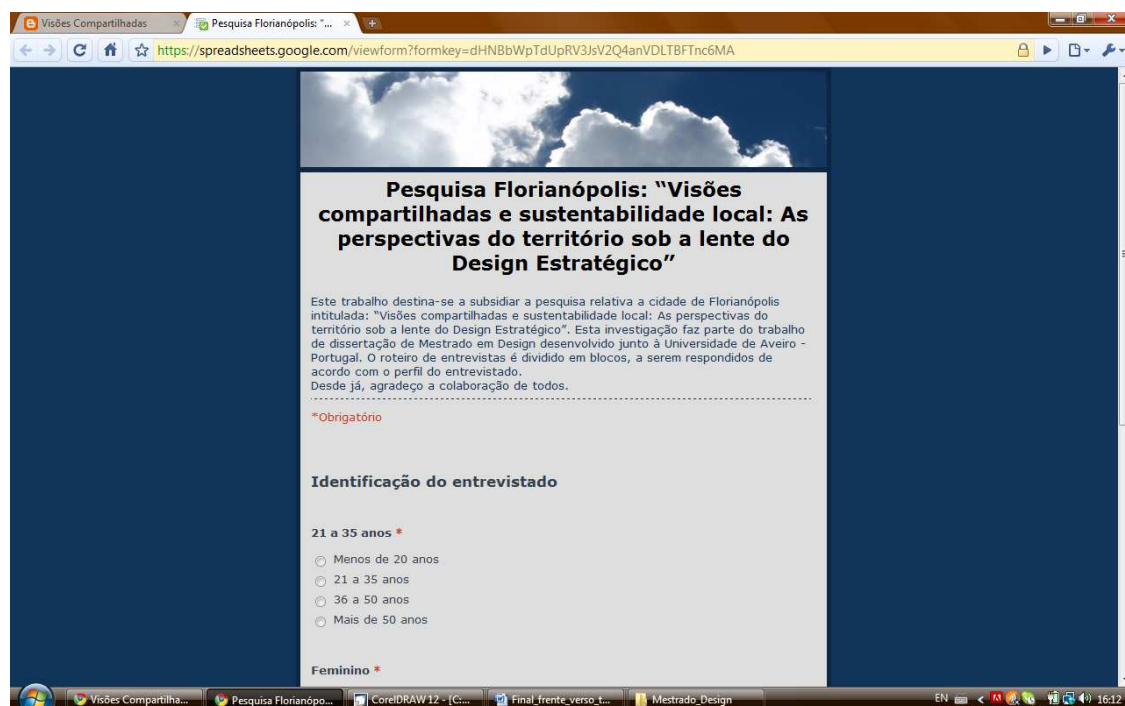 Visões Compartilhadas
Pesquisa Florianópolis: "...
https://spreadsheets.google.com/viewform?formkey=dHNBbWpTdUpRV3JsV2Q4anVDLTBFTnc6MA
Pesquisa Florianópolis: “Visões
compartilhadas e sustentabilidade local: As
perspectivas do território sob a lente do
Design Estratégico”
Este trabalho destina-se a subsidiar a pesquisa relativa a cidade de Florianópolis
intitulada: “Visões compartilhadas e sustentabilidade local: As perspectivas do
território sob a lente do Design Estratégico”. Esta investigação faz parte do trabalho
de dissertação de Mestrado em Design desenvolvido junto à Universidade de Aveiro -
Portugal. O roteiro de entrevistas é dividido em blocos, a serem respondidos de
acordo com o perfil do entrevistado.
Desde já, agradeço a colaboração de todos.
*Obrigatório
Identificação do entrevistado
21 a 35 anos *
Menos de 20 anos
21 a 35 anos
36 a 50 anos
Mais de 50 anos
Feminino *
Visões Compartilha...
Pesquisa Florianópo...
CorelDRAW 12 - [C:...
Final_frente_verso_t...
Mestrado_Design
EN
16:12